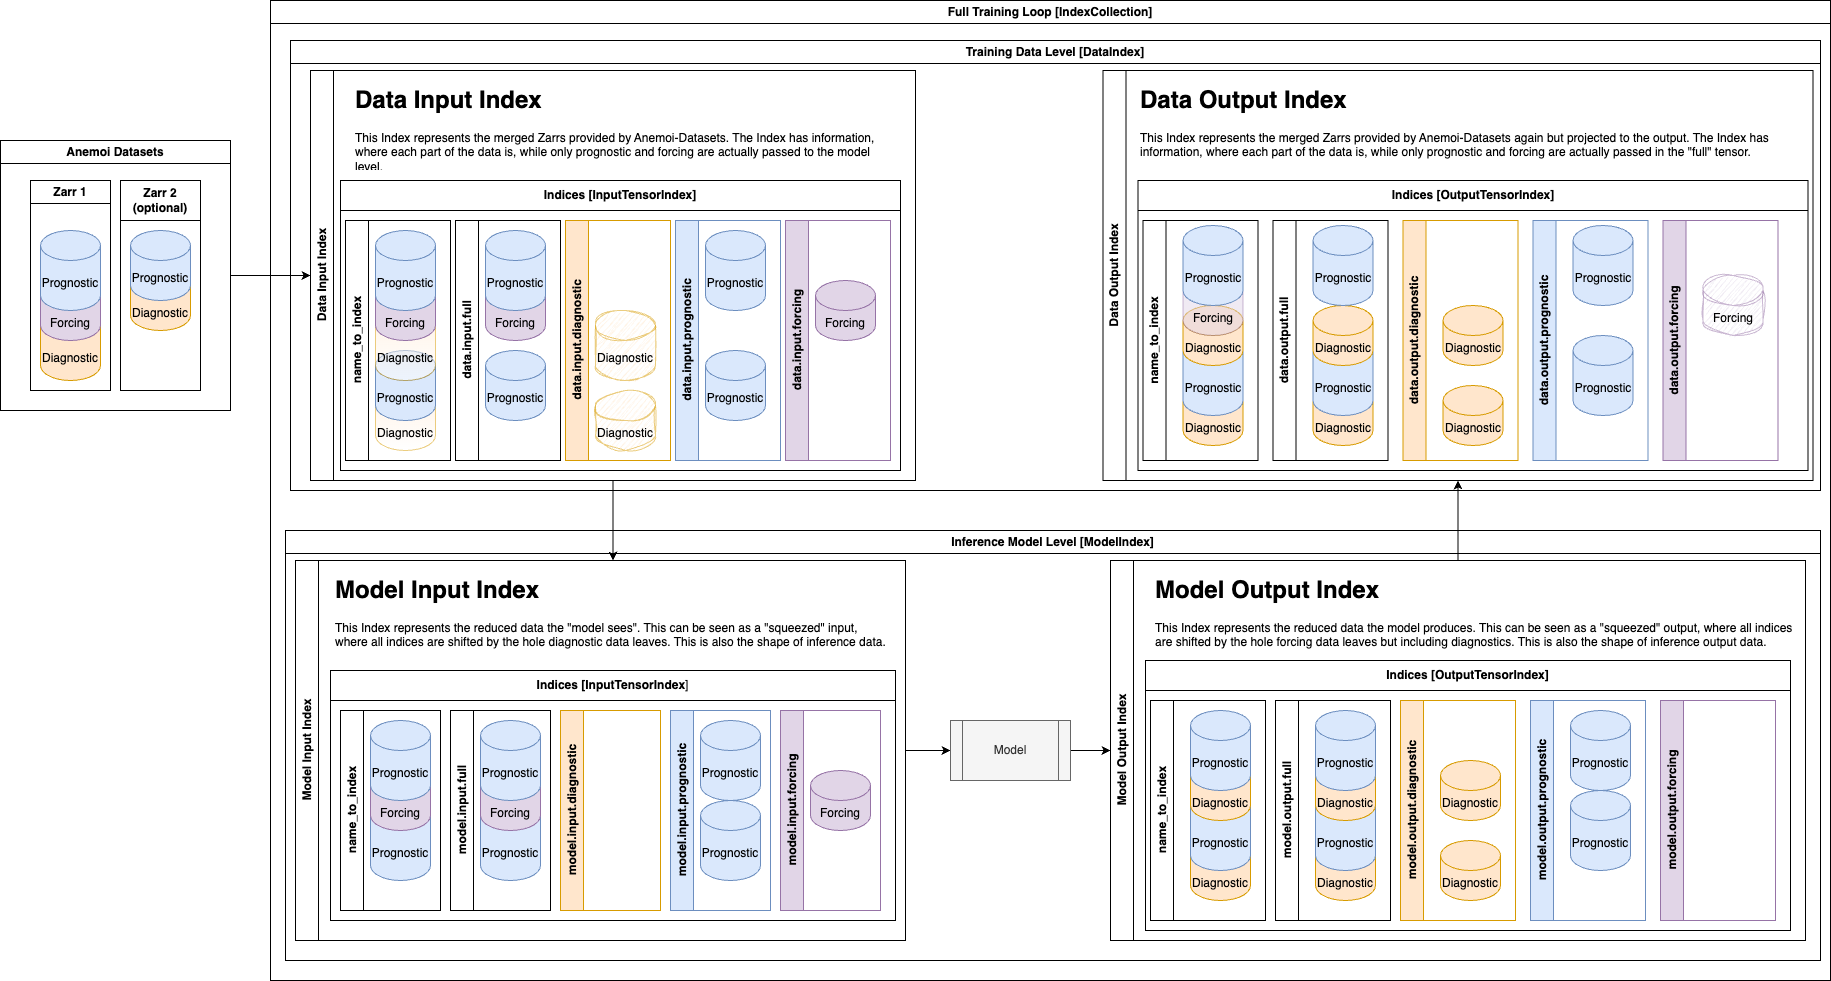 Full Training Loop [IndexCollection]
Training Data Level [DataIndex]
Anemoi Datasets
Zarr 1
Zarr 2
(optional)
Prognostic
Forcing
Diagnostic
Prognostic
Diagnostic
Data Input Index
Data Input Index
This Index represents the merged Zarrs provided by Anemoi-Datasets. The Index has information,
where each part of the data is, while only prognostic and forcing are actually passed to the model
level.
Indices [InputTensorIndex]
name_to_index
Prognostic
Forcing
Diagnostic
Prognostic
Diagnostic
data.input.full
Prognostic
Forcing
Prognostic
data.input.diagnostic
Diagnostic
Diagnostic
data.input.prognostic
Prognostic
Prognostic
data.input.forcing
Forcing
Data Output Index
Data Output Index
This Index represents the merged Zarrs provided by Anemoi-Datasets again but projected to the output. The Index has
information, where each part of the data is, while only prognostic and forcing are actually passed in the "full" tensor.
Indices [OutputTensorIndex]
name_to_index
Prognostic
Forcing
Diagnostic
Prognostic
Diagnostic
data.output.full
Prognostic
Diagnostic
Prognostic
Diagnostic
data.output.diagnostic
Diagnostic
Diagnostic
data.output.prognostic
Prognostic
Prognostic
data.output.forcing
Forcing
Inference Model Level [ModelIndex]
Model Input Index
Model Input Index
This Index represents the reduced data the "model sees". This can be seen as a "squeezed" input,
where all indices are shifted by the hole diagnostic data leaves. This is also the shape of inference data.
Indices [InputTensorIndex]
name_to_index
Prognostic
Forcing
Prognostic
model.input.full
Prognostic
Forcing
Prognostic
model.input.diagnostic
model.input.prognostic
Prognostic
Prognostic
model.input.forcing
Forcing
Model
Model Output Index
Model Output Index
This Index represents the reduced data the model produces. This can be seen as a "squeezed" output, where all indices
are shifted by the hole forcing data leaves but including diagnostics. This is also the shape of inference output data.
Indices [OutputTensorIndex]
name_to_index
Prognostic
Diagnostic
Prognostic
Diagnostic
model.output.full
Prognostic
Diagnostic
Prognostic
Diagnostic
model.output.diagnostic
Diagnostic
Diagnostic
model.output.prognostic
Prognostic
Prognostic
model.output.forcing